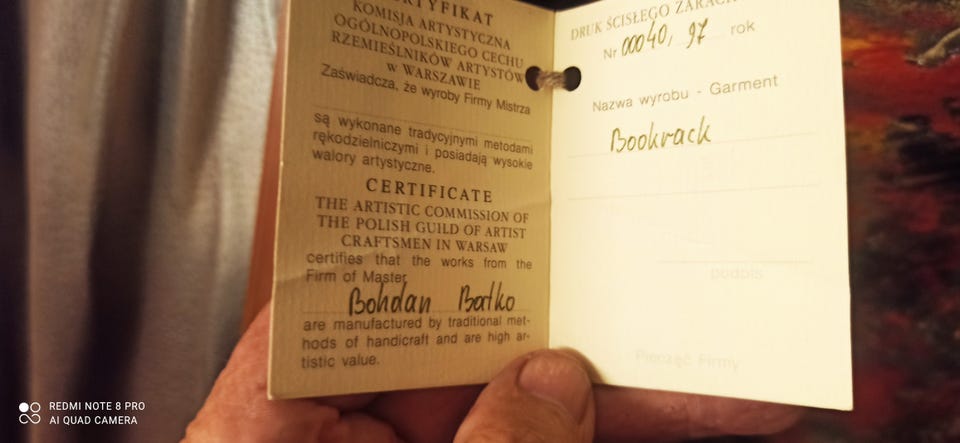 CERTYFIKAT
KOMISJA ARTYSTYCZNA
OGÓLNOPOLSKIEGO CECHU
RZEMIEŚLNIKÓW ARTYSTÓW
w WARSZAWIE
Zaświadcza, że wyroby Firmy Mistrza
są wykonane tradycyjnymi metodami
rękodzielniczymi i posiadają wysokie
walory artystyczne.
CERTIFICATE
THE ARTISTIC COMMISSION OF
THE POLISH GUILD OF ARTIST
CRAFTSMEN IN WARSAW
certifies that the works from the
Firm of Master
Bohdan Batko
are manufactured by traditional met-
hods of handicraft and are high ar-
tistic value.
DRUK ŚCISŁEGO ZARACH
Nr 00040/97 rok
Nazwa wyrobu - Garment
Bookrack
podpis
Pieczęć Firmy
REDMI NOTE 8 PRO
AI QUAD CAMERA